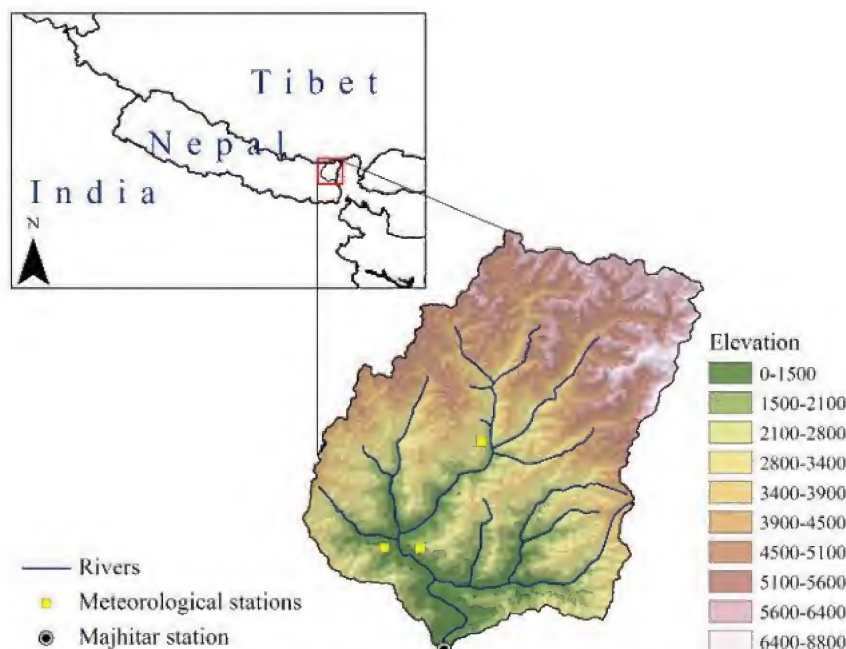 Tibet
Nepal
India
N
Elevation
0-1500
1500-2100
2100-2800
2800-3400
3400-3900
3900-4500
4500-5100
5100-5600
5600-6400
6400-8800
Rivers
Meteorological stations
Majhitar station